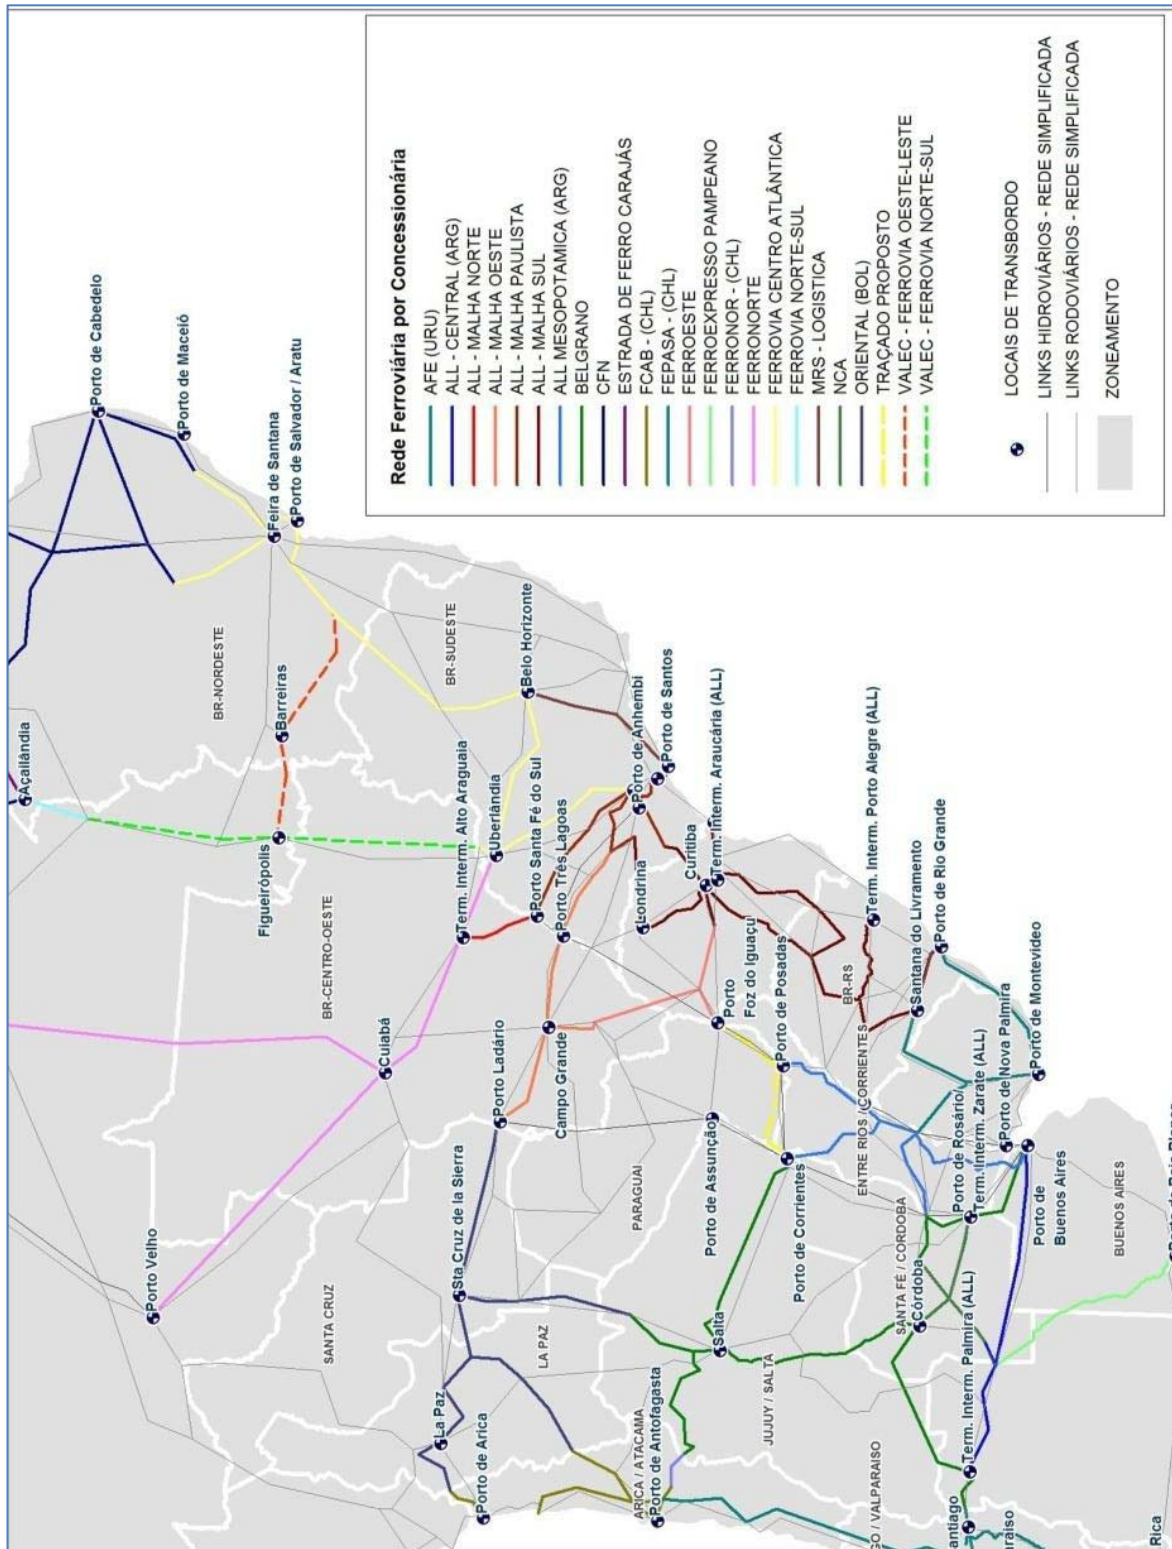 Porto de Cabedelo
Porto de Maceió
Feira de Santana
Porto de Salvador / Aratu
BR-NORDESTE
Açailândia
Barreiras
BR-SUDESTE
Belo Horizonte
Figueirópolis
Term. Interm. Alto Araguaia
Uberlândia
Porto Santa Fé do Sul
Porto Três Lagoas
Porto de Anhembi
Porto de Santos
BR-CENTRO-OESTE
Londrina
Curitiba
Term. Interm. Araucária (ALL)
Cuiabá
Porto Ladário
Campo Grande
Porto
Foz do Iguaçu
Porto de Posadas
BR-RS
Term. Interm. Porto Alegre (ALL)
Santana do Livramento
Porto de Rio Grande
Porto Velho
SANTA CRUZ
Sta Cruz de la Sierra
PARAGUAI
Porto de Assunção
Porto de Corrientes
ENTRE RIOS / CORRIENTES
Porto de Rosário/
Term. Interm. Zarate (ALL)
Porto de Nova Palmira
Porto de Montevideo
Porto de
Buenos Aires
BUENOS AIRES
LA PAZ
La Paz
Porto de Arica
ARICA / ATACAMA
Porto de Antofagasta
Salta
JUJUY / SALTA
SANTA FÉ / CORDOBA
Córdoba
Term. Interm. Palmira (ALL)
GO / VALPARAISO
antiago
araiso
Rica
Rede Ferroviária por Concessionária
AFE (URU)
ALL - CENTRAL (ARG)
ALL - MALHA NORTE
ALL - MALHA OESTE
ALL - MALHA PAULISTA
ALL - MALHA SUL
ALL MESOPOTAMICA (ARG)
BELGRANO
CFN
ESTRADA DE FERRO CARAJÁS
FCAB - (CHL)
FEPASA - (CHL)
FERROESTE
FERROEXPRESSO PAMPEANO
FERRONOR - (CHL)
FERRONORTE
FERROVIA CENTRO ATLÂNTICA
FERROVIA NORTE-SUL
MRS - LOGISTICA
NCA
ORIENTAL (BOL)
TRAÇADO PROPOSTO
VALEC - FERROVIA OESTE-LESTE
VALEC - FERROVIA NORTE-SUL
LOCAIS DE TRANSBORDO
LINKS HIDROVIÁRIOS - REDE SIMPLIFICADA
LINKS RODOVIÁRIOS - REDE SIMPLIFICADA
ZONEAMENTO